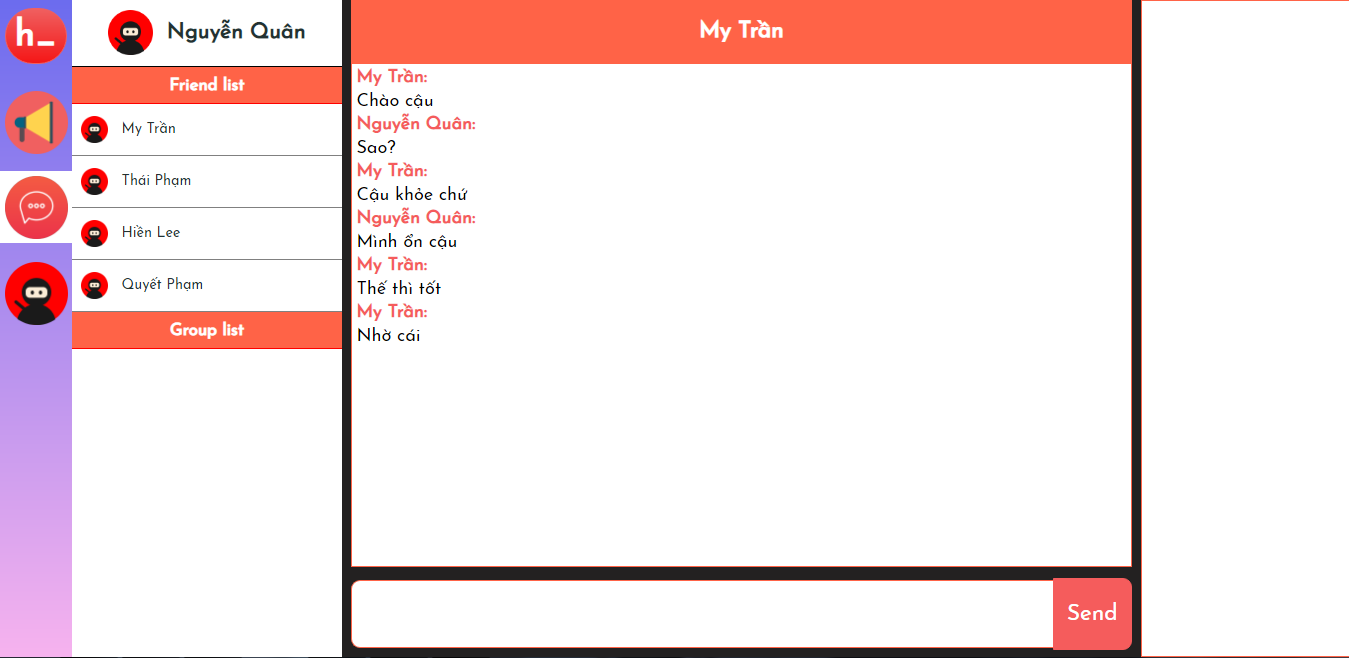 h_
Nguyễn Quân
Friend list
My Trần
Thái Phạm
Hiền Lee
Quyết Phạm
Group list
My Trần
My Trần:
Chào cậu
Nguyễn Quân:
Sao?
My Trần:
Cậu khỏe chứ
Nguyễn Quân:
Mình ổn cậu
My Trần:
Thế thì tốt
My Trần:
Nhờ cái
Send